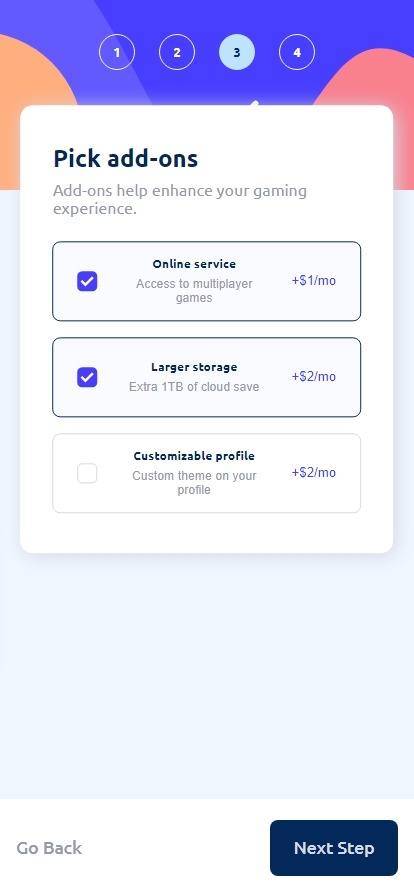 1 2 3 4
Pick add-ons
Add-ons help enhance your gaming
experience.
Online service
Access to multiplayer
games
+$1/mo
Larger storage
Extra 1TB of cloud save
+$2/mo
Customizable profile
Custom theme on your
profile
+$2/mo
Go Back
Next Step